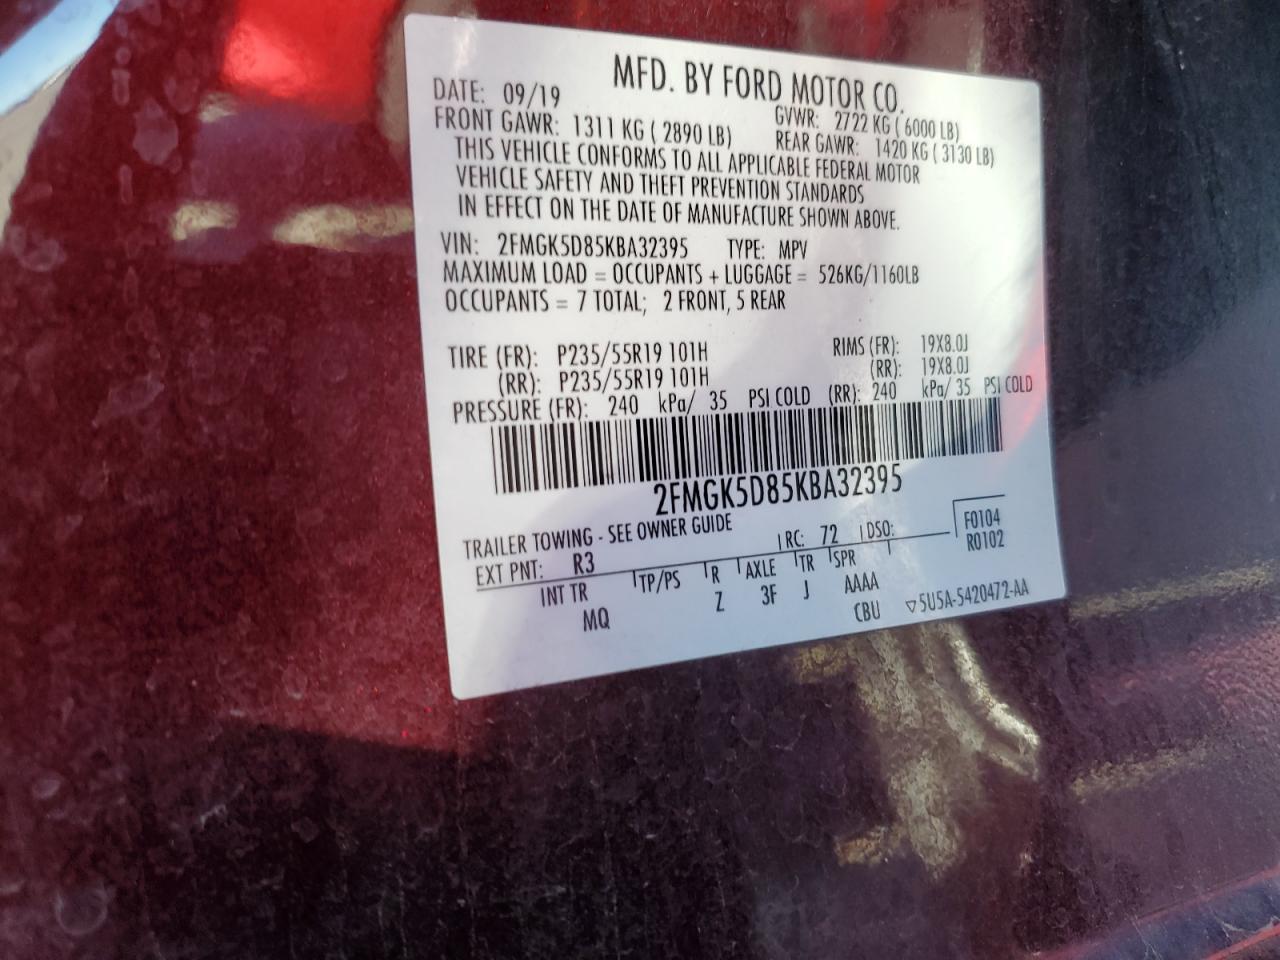 MFD. BY FORD MOTOR CO.
DATE: 09/19 GVWR: 2722 KG ( 6000 LB)
FRONT GAWR: 1311 KG ( 2890 LB) REAR GAWR: 1420 KG ( 3130 LB)
THIS VEHICLE CONFORMS TO ALL APPLICABLE FEDERAL MOTOR
VEHICLE SAFETY AND THEFT PREVENTION STANDARDS
IN EFFECT ON THE DATE OF MANUFACTURE SHOWN ABOVE.
VIN: 2FMGK5D85KBA32395 TYPE: MPV
MAXIMUM LOAD = OCCUPANTS + LUGGAGE = 526KG/1160LB
OCCUPANTS = 7 TOTAL; 2 FRONT, 5 REAR
TIRE (FR): P235/55R19 101H RIMS (FR): 19X8.0J
(RR): P235/55R19 101H (RR): 19X8.0J
PRESSURE (FR): 240 kPa/ 35 PSI COLD (RR): 240 kPa/ 35 PSI COLD
2FMGK5D85KBA32395
TRAILER TOWING - SEE OWNER GUIDE
EXT PNT: R3 RC: 72 DSO: F0104
R0102
INT TR TP/PS R AXLE TR SPR
MQ Z 3F J AAAA
CBU ▽5U5A-5420472-AA